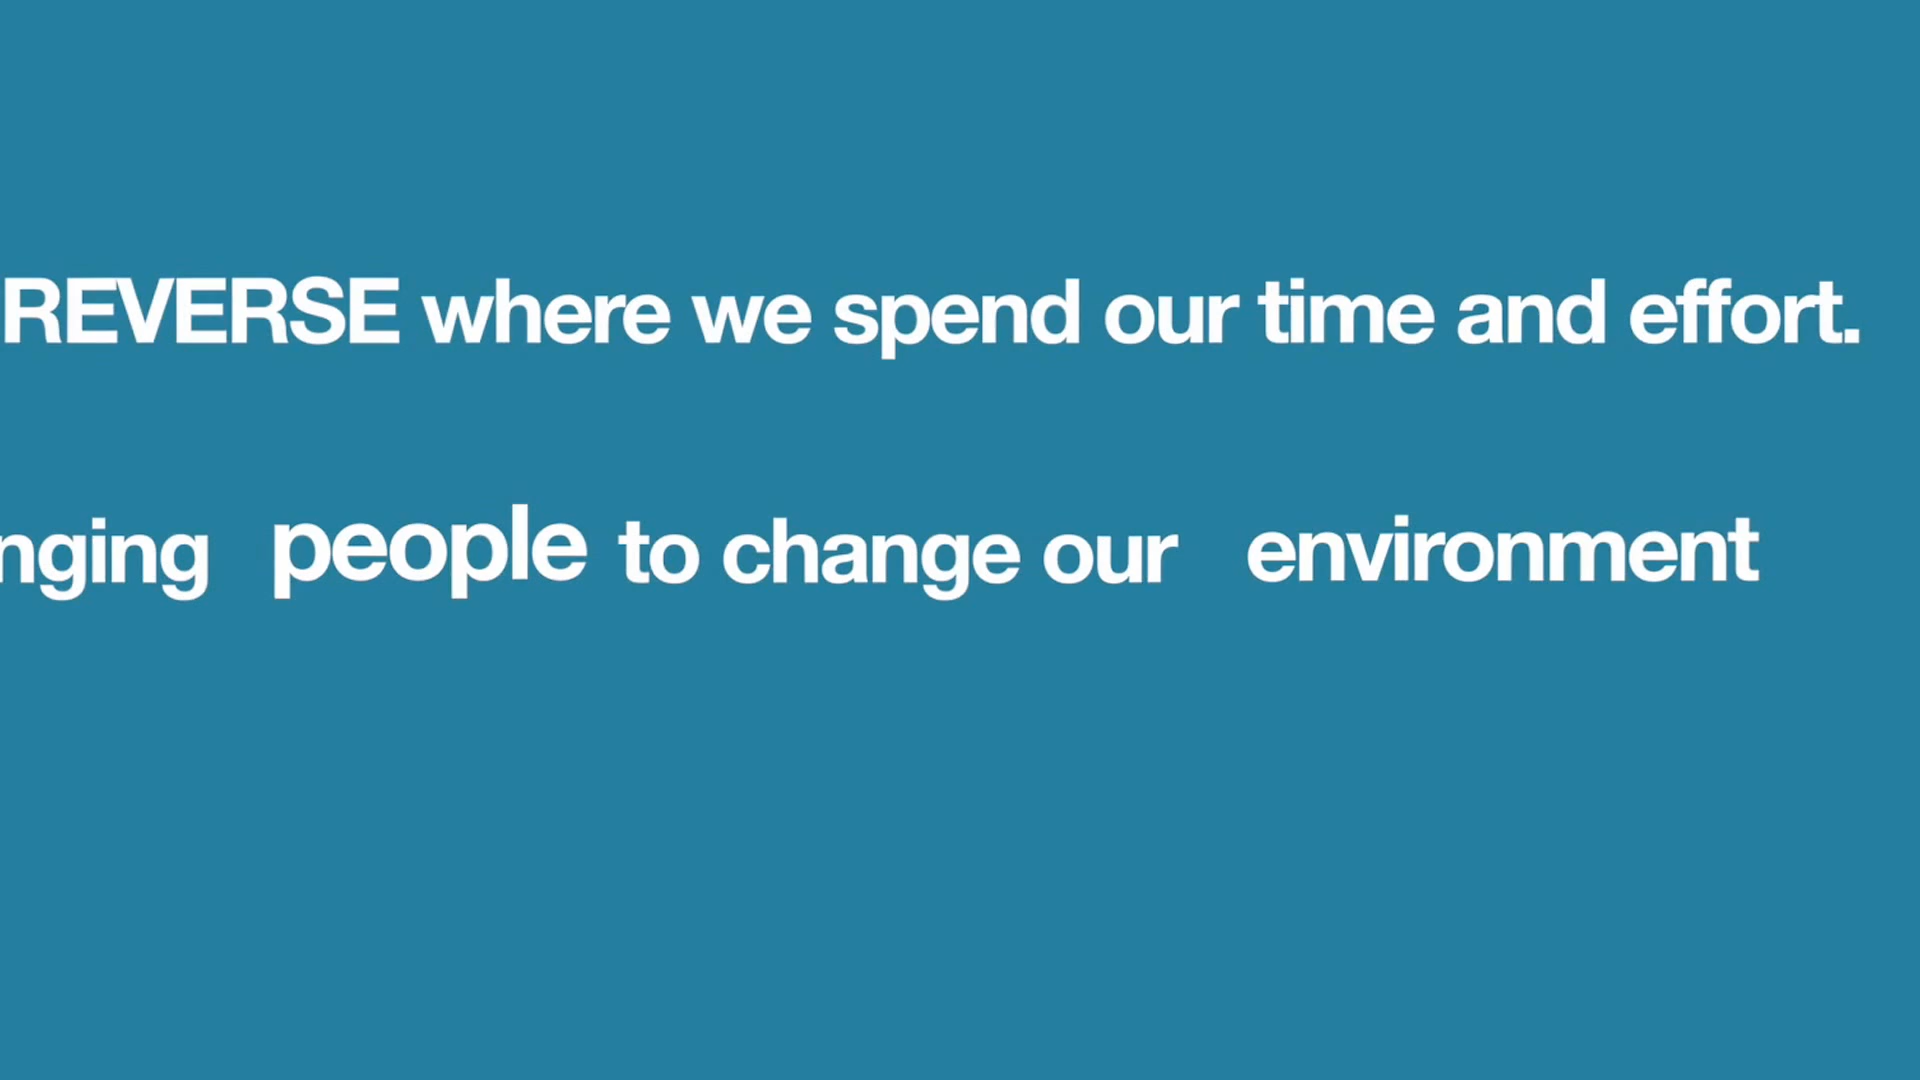 REVERSE where we spend our time and effort.
nging people to change our environment